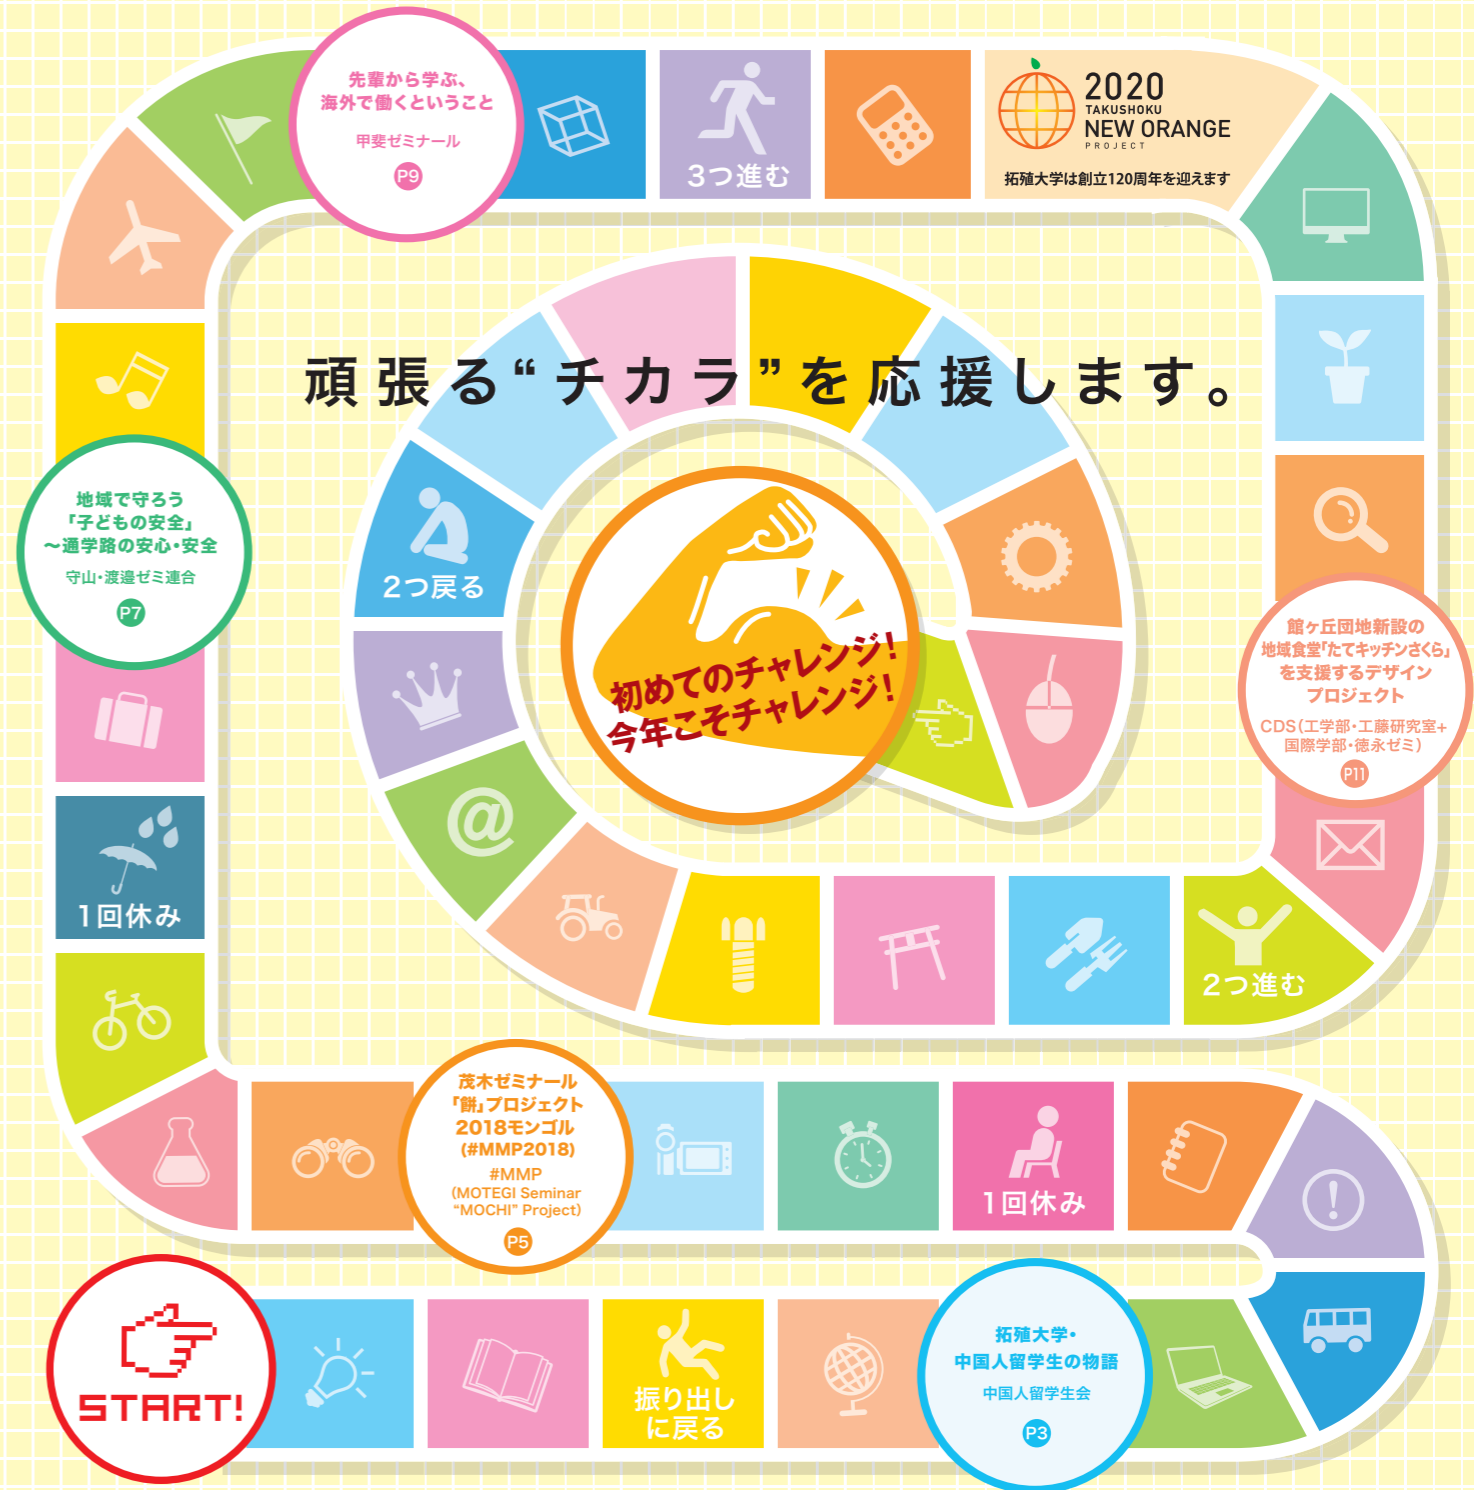 先輩から学ぶ、
海外で働くということ
甲斐ゼミナール
P9
3つ進む
2020
TAKUSHOKU
NEW ORANGE
PROJECT
拓殖大学は創立120周年を迎えます
頑張る“チカラ”を応援します。
地域で守ろう
「子どもの安全」
～通学路の安心・安全
守山・渡邉ゼミ連合
P7
2つ戻る
初めてのチャレンジ!
今年こそチャレンジ!
館ヶ丘団地新設の
地域食堂「たてキッチンさくら」
を支援するデザイン
プロジェクト
CDS(工学部・工藤研究室+
国際学部・徳永ゼミ)
P11
@
1回休み
2つ進む
茂木ゼミナール
「餅」プロジェクト
2018モンゴル
(#MMP2018)
#MMP
(MOTEGI Seminar
“MOCHI” Project)
P5
1回休み
START!
振り出し
に戻る
拓殖大学・
中国人留学生の物語
中国人留学生会
P3